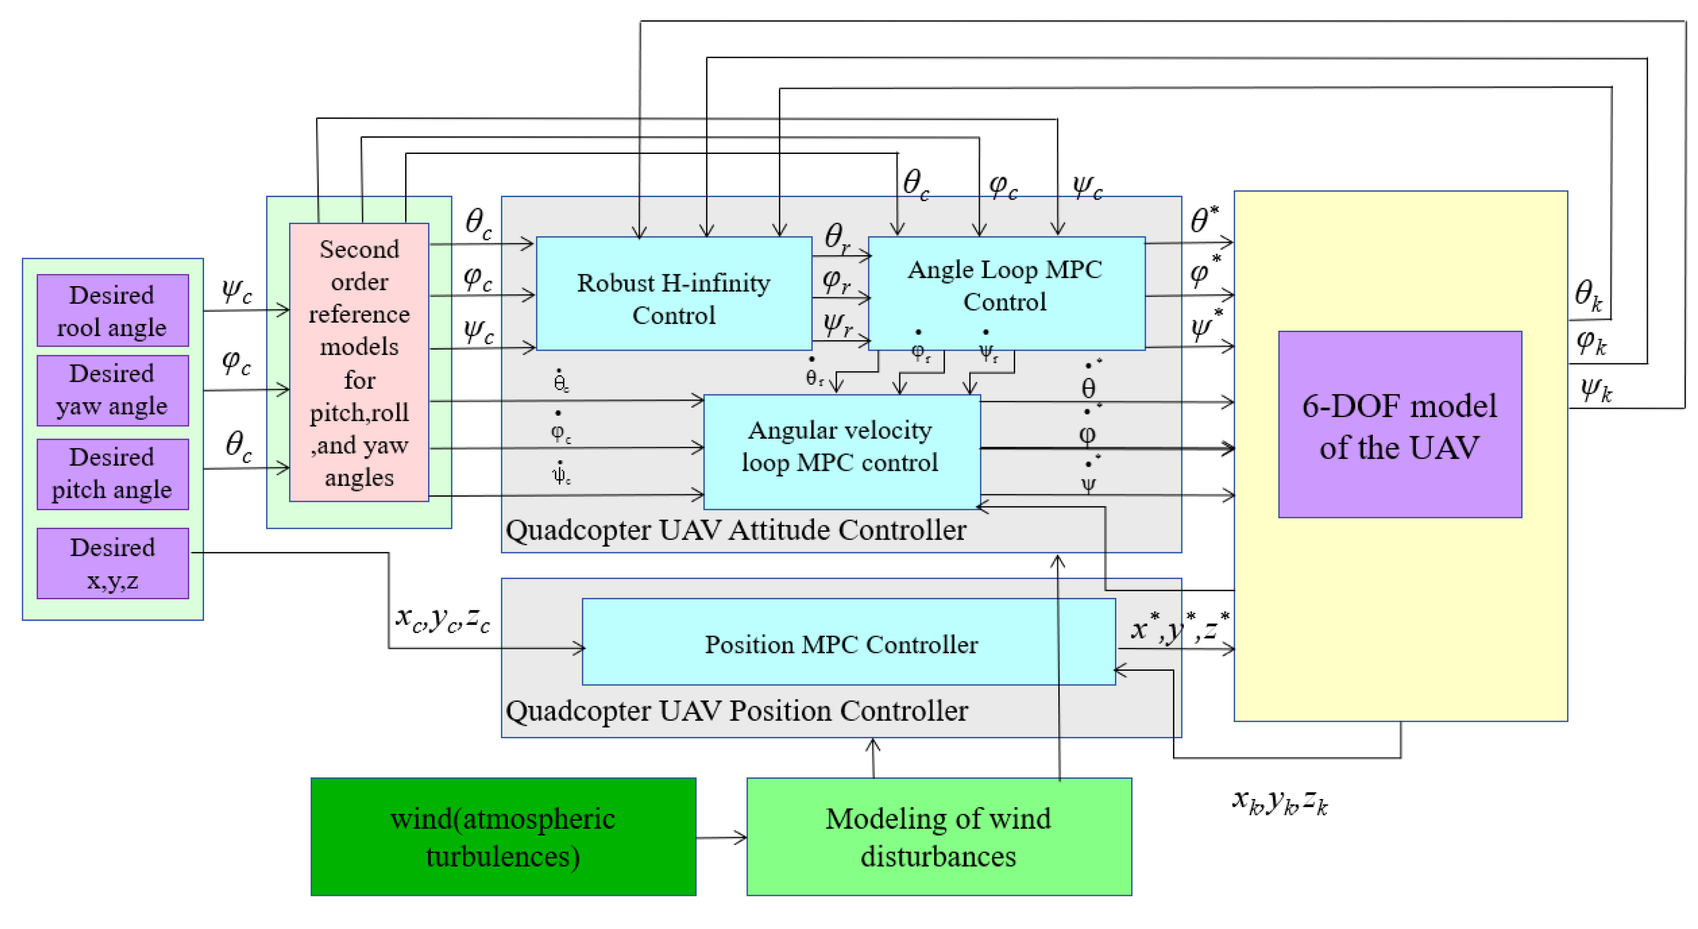 θc
φc
ψc
Desired
rool angle
Desired
yaw angle
Desired
pitch angle
Desired
x,y,z
ψc
φc
θc
Second
order
reference
models
for
pitch,roll
,and yaw
angles
θc
φc
ψc
Robust H-infinity
Control
θr
φr
ψr
Angle Loop MPC
Control
θ*
φ*
ψ*
θ̇c
φ̇c
ψ̇c
θ̇r
φ̇r
ψ̇r
Angular velocity
loop MPC control
θ̇*
φ̇*
ψ̇*
Quadcopter UAV Attitude Controller
6-DOF model
of the UAV
θk
φk
ψk
xc,yc,zc
Position MPC Controller
x*,y*,z*
Quadcopter UAV Position Controller
wind(atmospheric
turbulences)
Modeling of wind
disturbances
xk,yk,zk